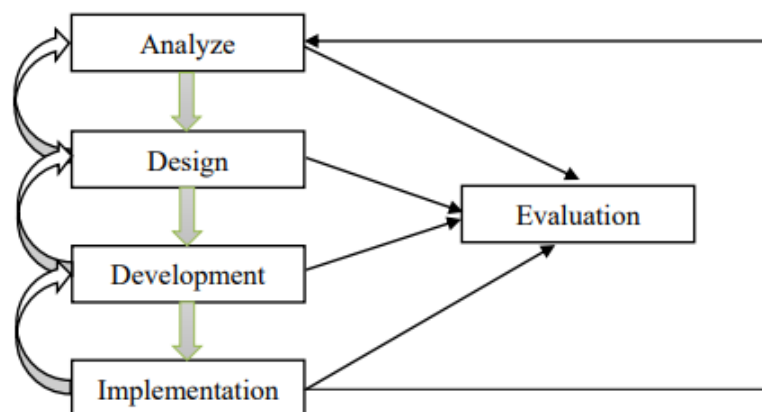 Analyze
Design
Evaluation
Development
Implementation